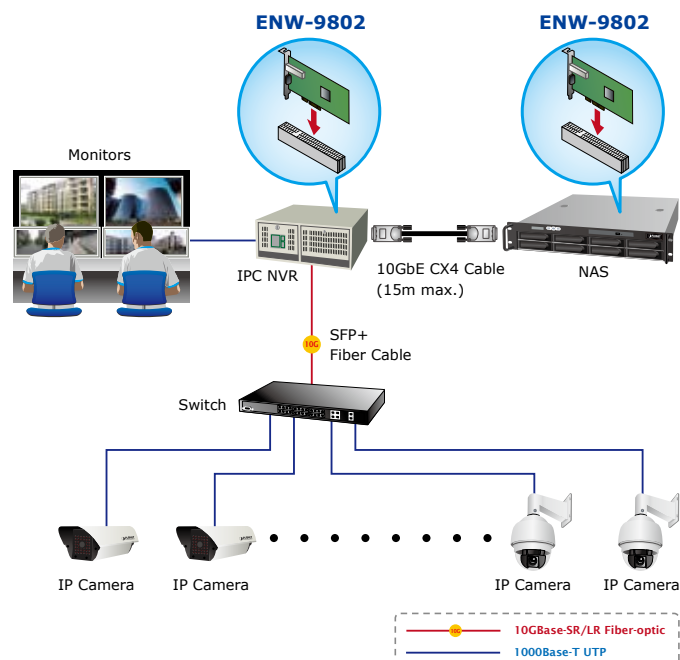 ENW-9802
ENW-9802
Monitors
IPC NVR
10GbE CX4 Cable
(15m max.)
NAS
10G
SFP+
Fiber Cable
Switch
IP Camera
IP Camera
IP Camera
IP Camera
10G
10GBase-SR/LR Fiber-optic
1000Base-T UTP